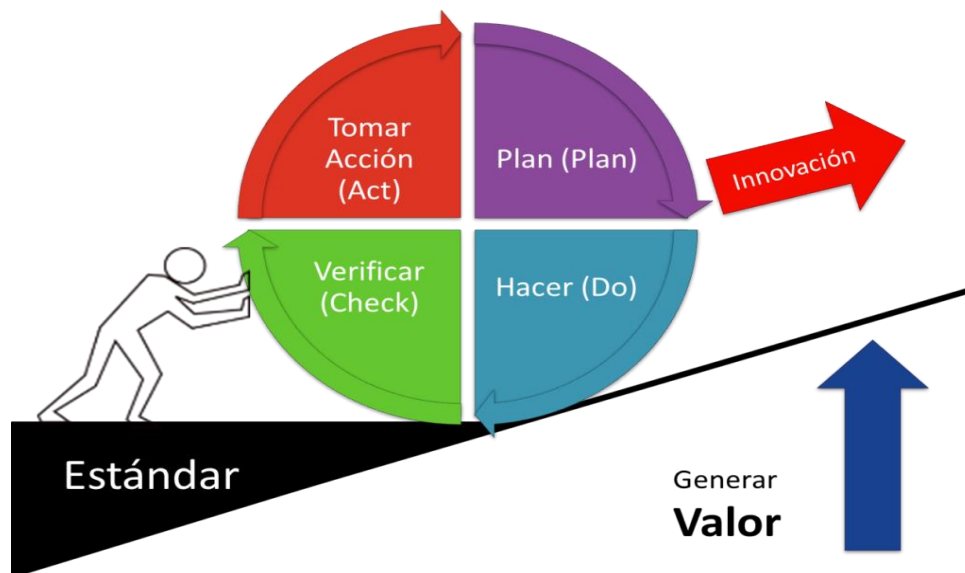 Tomar
Acción
(Act)
Plan (Plan)
Innovación
Verificar
(Check)
Hacer (Do)
Estándar
Generar
Valor